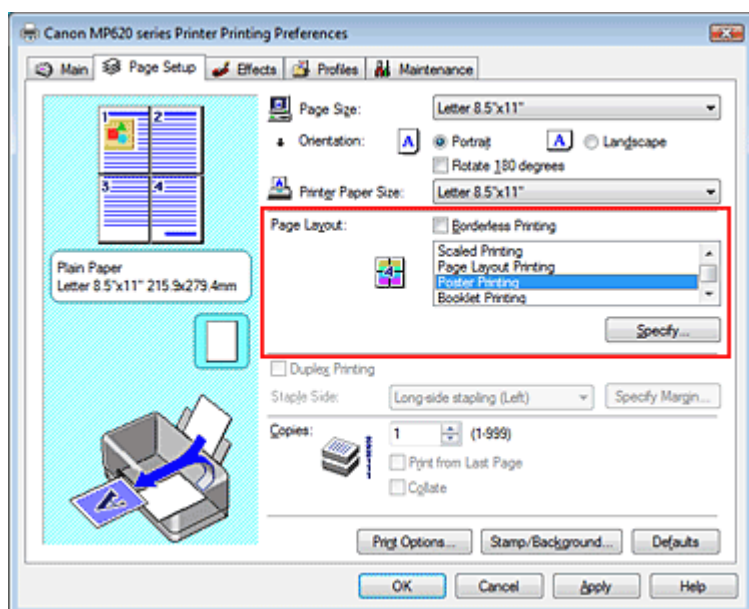 Canon MP620 series Printer Printing Preferences
Main Page Setup Effects Profiles Maintenance
1 2
3 4
Plain Paper
Letter 8.5"x11" 215.9x279.4mm
Page Size: Letter 8.5"x11"
Orientation: A Portrait A Landscape
Rotate 180 degrees
Printer Paper Size: Letter 8.5"x11"
Page Layout: Borderless Printing
Scaled Printing
Page Layout Printing
4
Poster Printing
Booklet Printing
Specify...
Duplex Printing
Staple Side: Long-side stapling (Left) Specify Margin...
Copies: 1 (1-999)
Print from Last Page
Collate
Print Options... Stamp/Background... Defaults
OK Cancel Apply Help